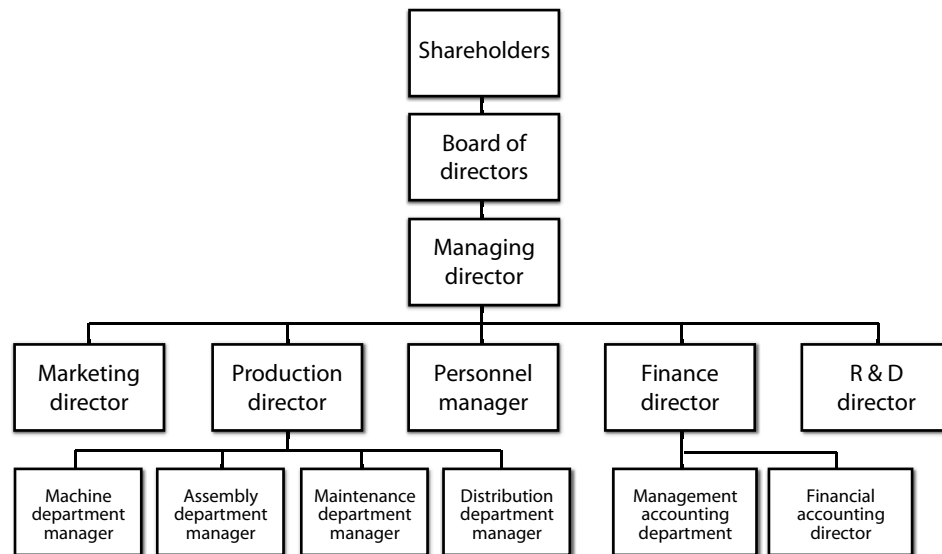 Shareholders
Board of
directors
Managing
director
Marketing
director
Production
director
Personnel
manager
Finance
director
R & D
director
Machine
department
manager
Assembly
department
manager
Maintenance
department
manager
Distribution
department
manager
Management
accounting
department
Financial
accounting
director